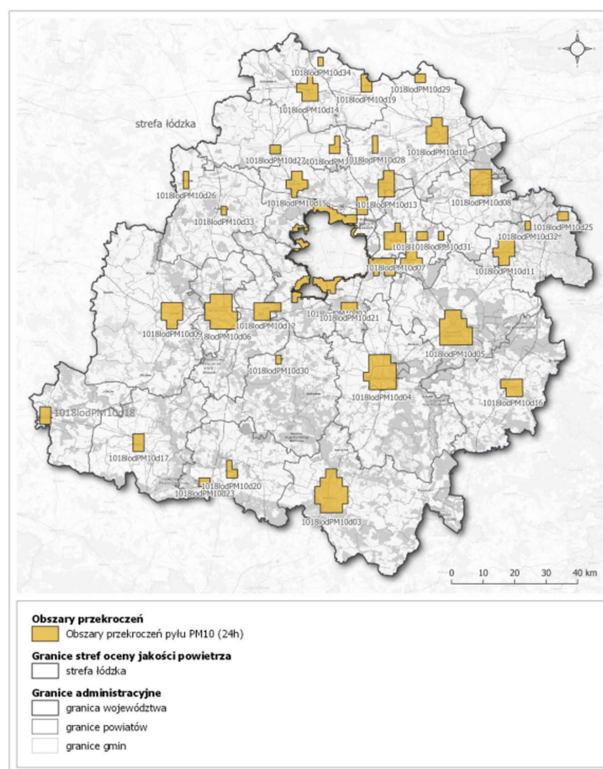 1018lodPM10d34
1018lodPM10d19
1018lodPM10d29
1018lodPM10d14
strefa łódzka
1018lodPM10d10
1018lodPM10d27
1018lodPM10d28
1018lodPM10d26
1018lodPM10d15
1018lodPM10d13
1018lodPM10d08
1018lodPM10d33
1018lodPM10d25
1018lodPM10d32
1018lodPM10d31
1018lodPM10d11
1018lodPM10d07
1018lodPM10d21
1018lodPM10d09
1018lodPM10d06
1018lodPM10d12
1018lodPM10d05
1018lodPM10d30
1018lodPM10d04
1018lodPM10d16
1018lodPM10d18
1018lodPM10d17
1018lodPM10d20
1018lodPM10d23
1018lodPM10d03
0 10 20 30 40 km
Obszary przekroczeń
Obszary przekroczeń pyłu PM10 (24h)
Granice stref oceny jakości powietrza
strefa łódzka
Granice administracyjne
granica województwa
granice powiatów
granice gmin